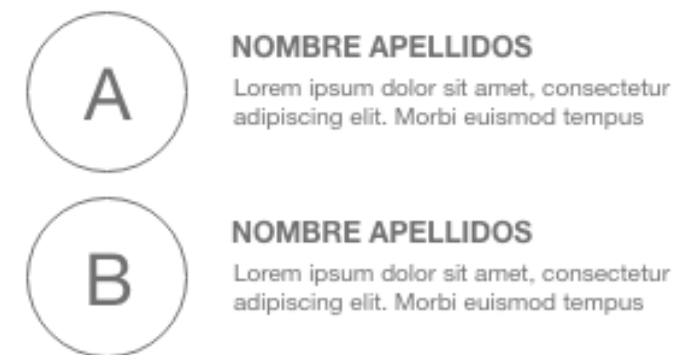 A
NOMBRE APELLIDOS
Lorem ipsum dolor sit amet, consectetur
adipiscing elit. Morbi euismod tempus
B
NOMBRE APELLIDOS
Lorem ipsum dolor sit amet, consectetur
adipiscing elit. Morbi euismod tempus